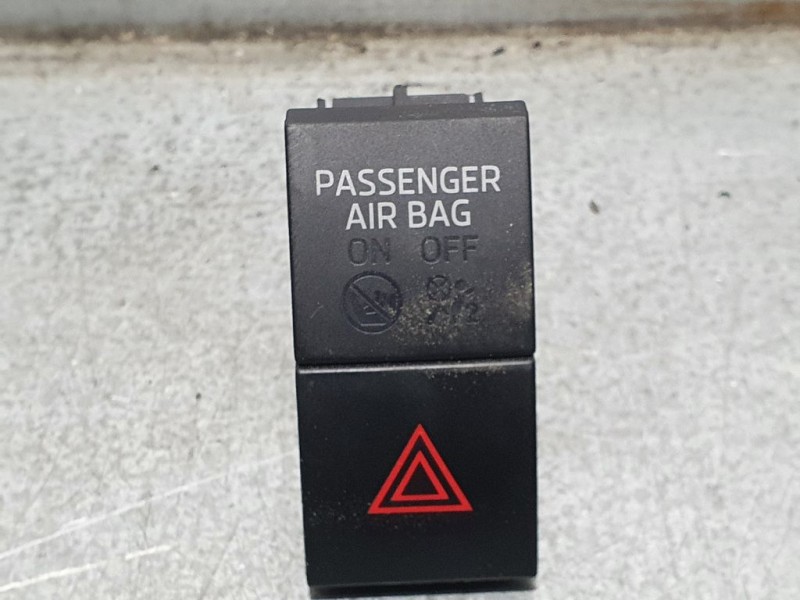 PASSENGER
AIR BAG
ON OFF